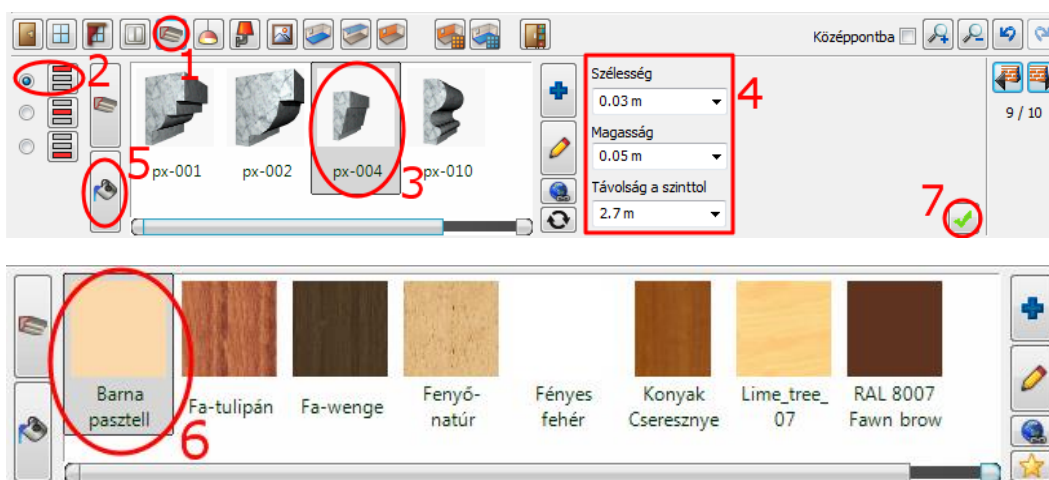 1
Középpontba
2
Szélesség
0.03 m
4
Magasság
0.05 m
9 / 10
5
px-001
px-002
px-004
3
px-010
Távolság a szinttol
2.7 m
7
Barna
pasztell
6
Fa-tulipán
Fa-wenge
Fenyő-
natúr
Fényes
fehér
Konyak
Cseresznye
Lime_tree_
07
RAL 8007
Fawn brow